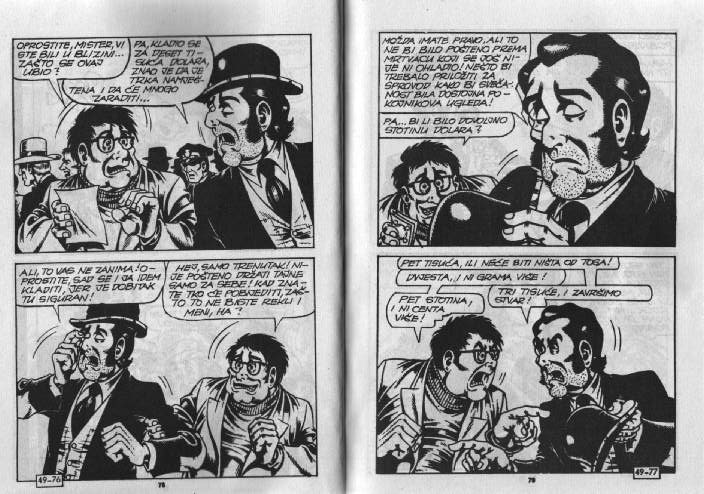 OPROSTITE, MISTER, VI
STE BILI U BLIZINI...
ZAŠTO SE OVAJ
UBIO?
PA, KLADIO SE
ZA DESET TI-
SUĆA DOLARA,
ZNAO JE DA JE
TRKA NAMJEŠ-
TENA I DA ĆE MNOGO
ZARADITI...
ALI, TO VAS NE ZANIMA! O-
PROSTITE, SAD SE I JA IDEM
KLADITI, JER JE DOBITAK
TU SIGURAN!
HEJ, SAMO TRENUTAK! NI-
JE POŠTENO DRŽATI TAJNE
SAMO ZA SEBE! KAD ZNA-
TE TKO ĆE POBIJEDITI, ZAŠ-
TO TO NE BISTE REKLI I
MENI, HA?
49-76
78
MOŽDA IMATE PRAVO, ALI TO
NE BI BILO POŠTENO PREMA
MRTVACU KOJI SE JOŠ NI-
JE NI OHLADIO! NEŠTO BI
TREBALO PRILOŽITI ZA
SPROVOD KAKO BI SVEČA-
NOST BILA DOSTOJNA PO-
KOJNIKOVA UGLEDA!
PA... BI LI BILO DOVOLJNO
STOTINU DOLARA?
PET TISUĆA, ILI NEĆE BITI NIŠTA OD TOGA!
DVJESTA, I NI GRAMA VIŠE!
PET STOTINA,
I NI CENTA
VIŠE!
TRI TISUĆE, I ZAVRŠIMO
STVAR!
79
49-77